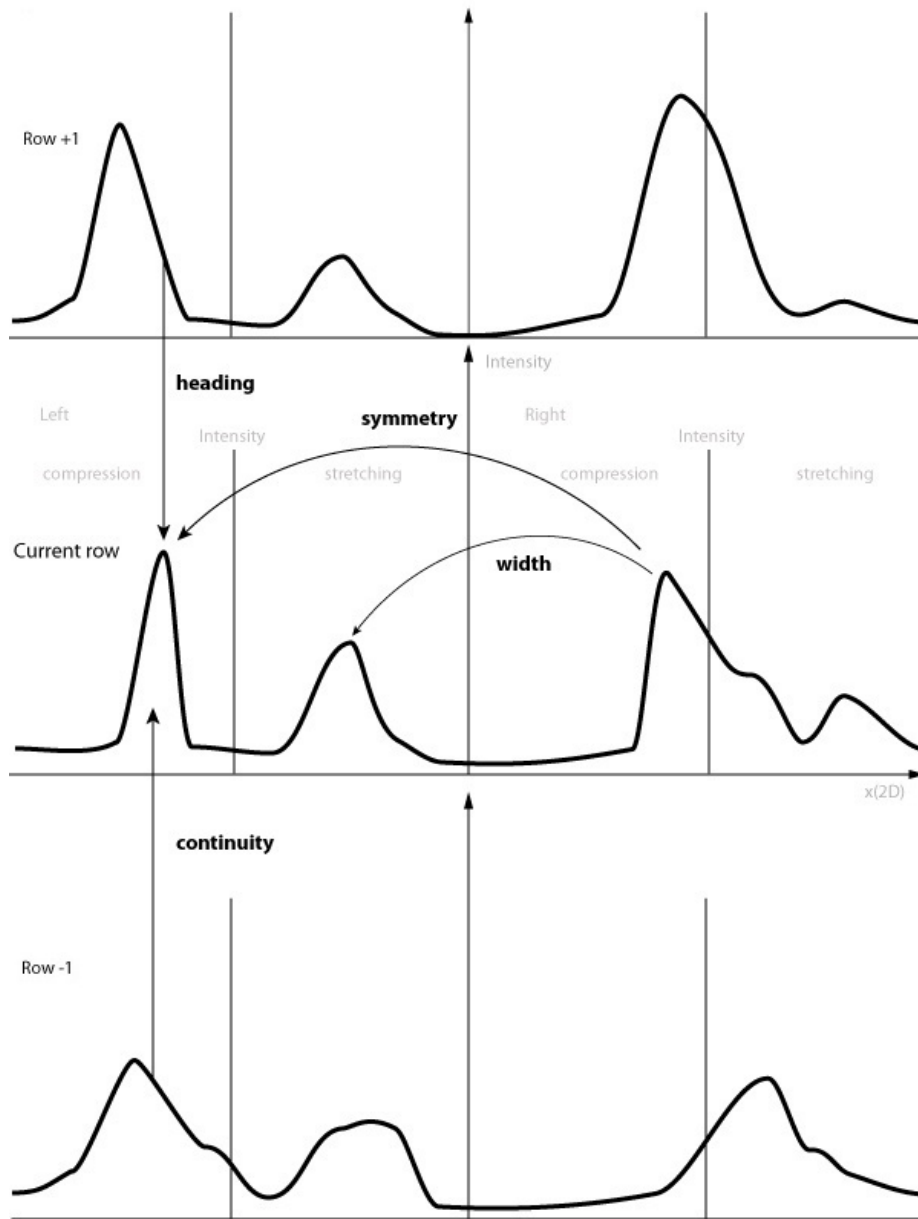 Row +1
Intensity
heading
Left
symmetry
Right
Intensity
Intensity
compression
stretching
compression
stretching
Current row
width
x(2D)
continuity
Row -1